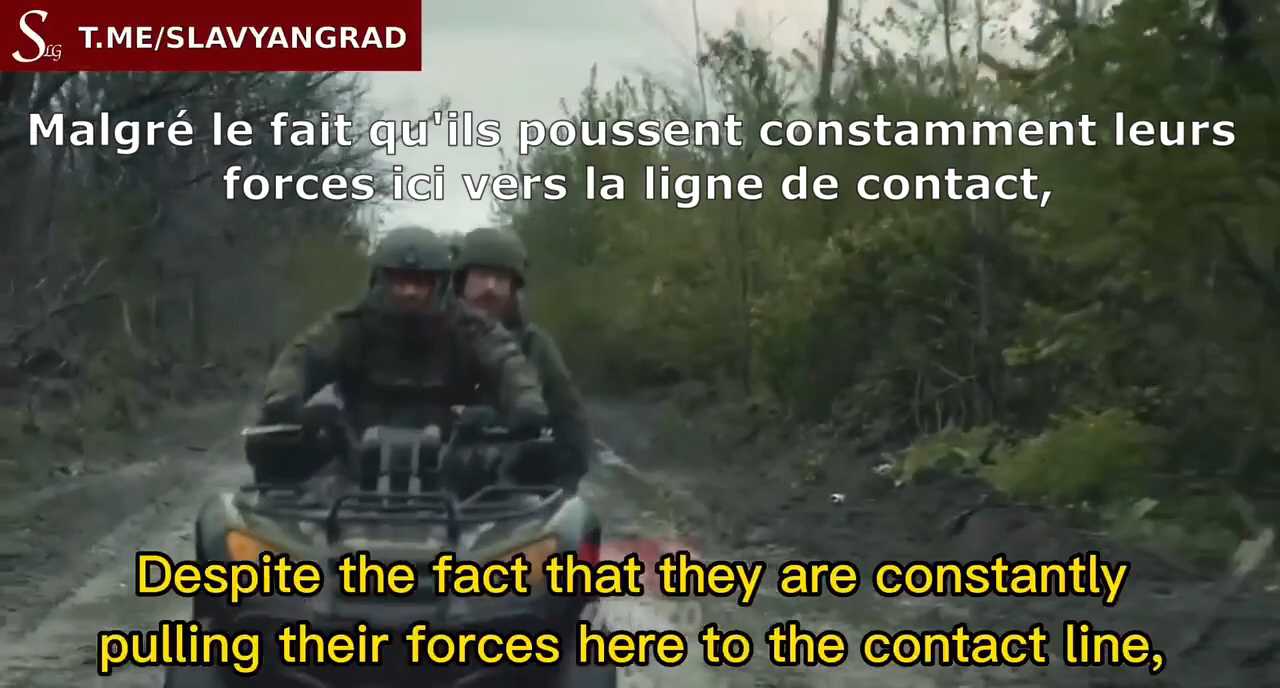 SLG T.ME/SLAVYANGRAD
Malgré le fait qu'ils poussent constamment leurs
forces ici vers la ligne de contact,
Despite the fact that they are constantly
pulling their forces here to the contact line,